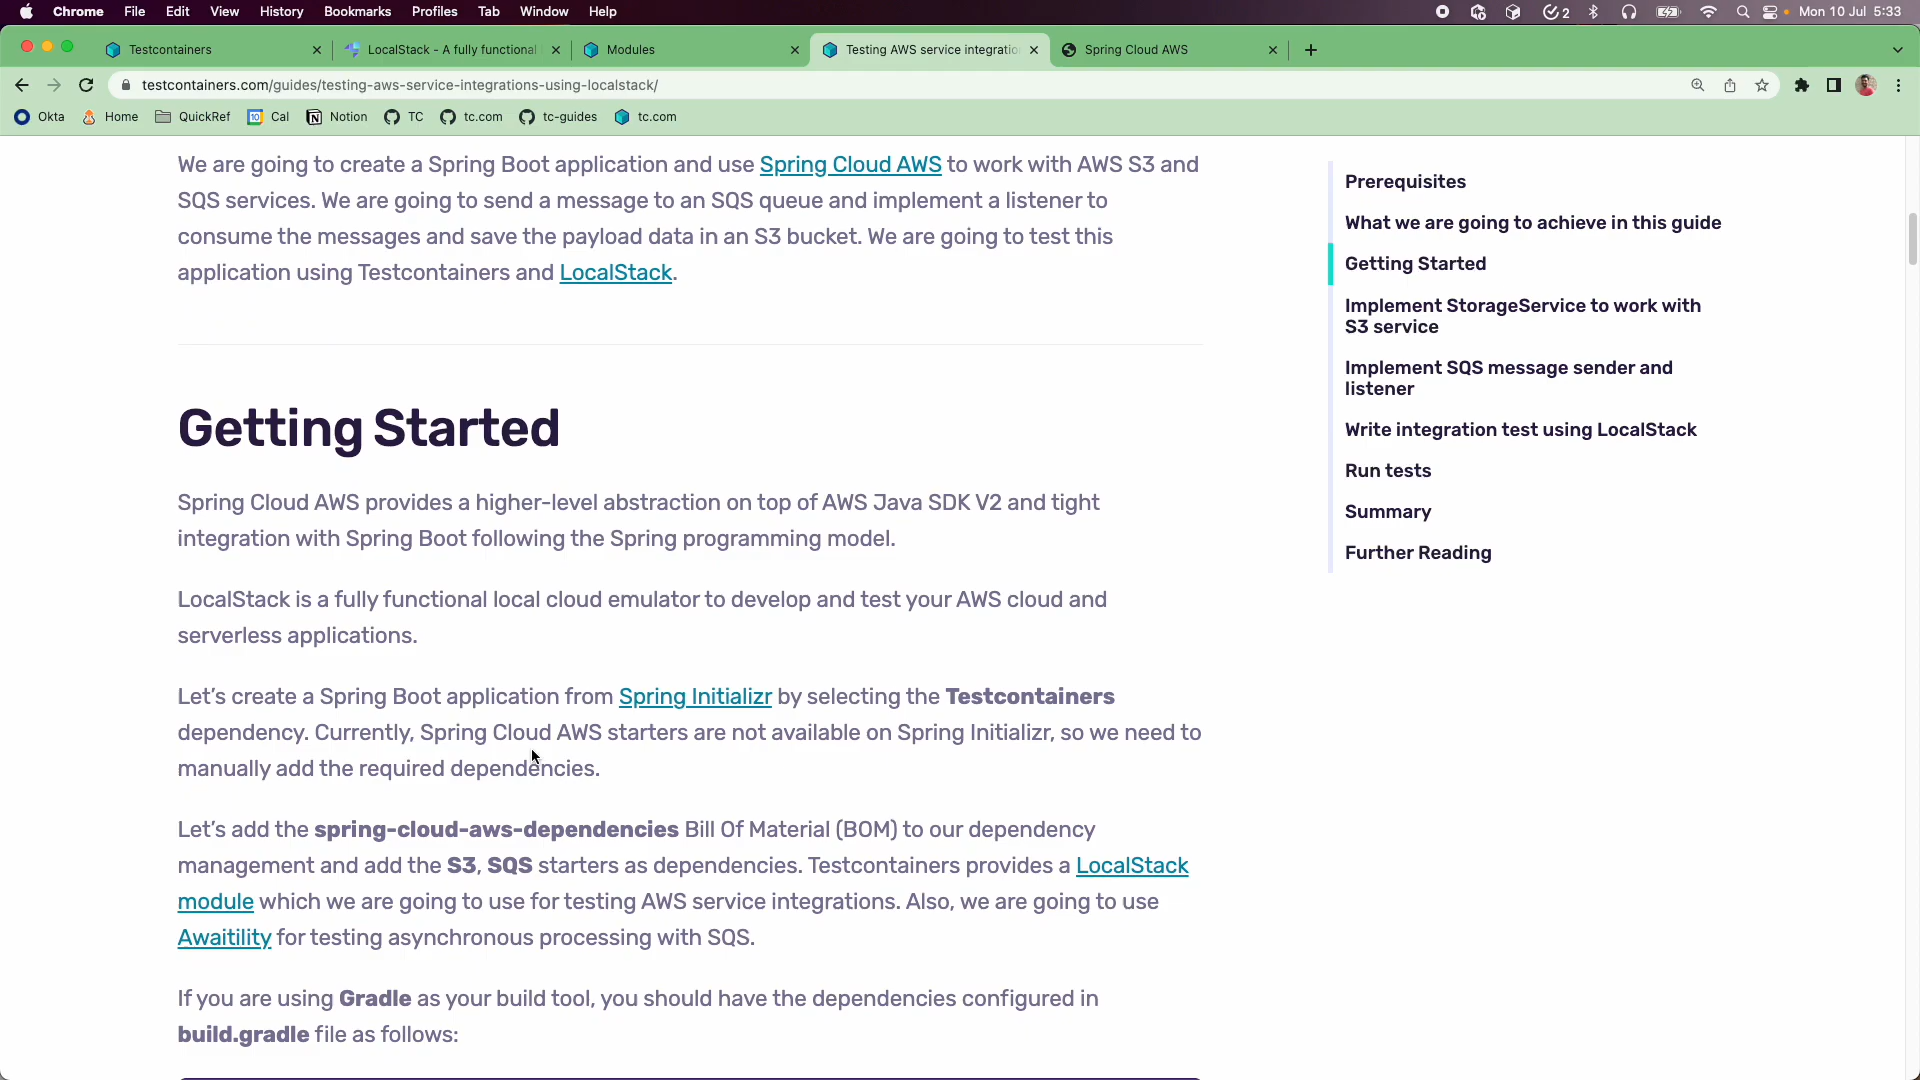 Chrome File Edit View History Bookmarks Profiles Tab Window Help 2 Mon 10 Jul 5:33
Testcontainers LocalStack - A fully functional Modules Testing AWS service integratio Spring Cloud AWS
testcontainers.com/guides/testing-aws-service-integrations-using-localstack/
Okta Home QuickRef 10 Cal Notion TC tc.com tc-guides tc.com
We are going to create a Spring Boot application and use Spring Cloud AWS to work with AWS S3 and
SQS services. We are going to send a message to an SQS queue and implement a listener to
consume the messages and save the payload data in an S3 bucket. We are going to test this
application using Testcontainers and LocalStack.
Getting Started
Spring Cloud AWS provides a higher-level abstraction on top of AWS Java SDK V2 and tight
integration with Spring Boot following the Spring programming model.
LocalStack is a fully functional local cloud emulator to develop and test your AWS cloud and
serverless applications.
Let’s create a Spring Boot application from Spring Initializr by selecting the Testcontainers
dependency. Currently, Spring Cloud AWS starters are not available on Spring Initializr, so we need to
manually add the required dependencies.
Let’s add the spring-cloud-aws-dependencies Bill Of Material (BOM) to our dependency
management and add the S3, SQS starters as dependencies. Testcontainers provides a LocalStack
module which we are going to use for testing AWS service integrations. Also, we are going to use
Awaitility for testing asynchronous processing with SQS.
If you are using Gradle as your build tool, you should have the dependencies configured in
build.gradle file as follows:
Prerequisites
What we are going to achieve in this guide
Getting Started
Implement StorageService to work with
S3 service
Implement SQS message sender and
listener
Write integration test using LocalStack
Run tests
Summary
Further Reading